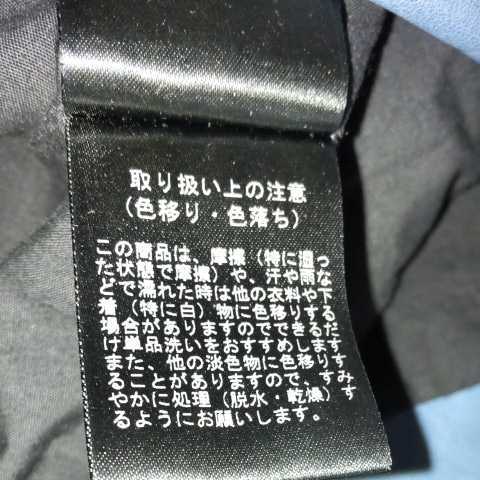 取り扱い上の注意
(色移り・色落ち)
この商品は、摩擦(特に湿っ
た状態で摩擦)や、汗や雨な
どで濡れた時は他の衣料や下
着(特に白)物に色移りする
場合がありますのでできるだ
け単品洗いをおすすめします
また、他の淡色物に色移りす
ることがありますので、すみ
やかに処理(脱水・乾燥)す
るようにお願いします。